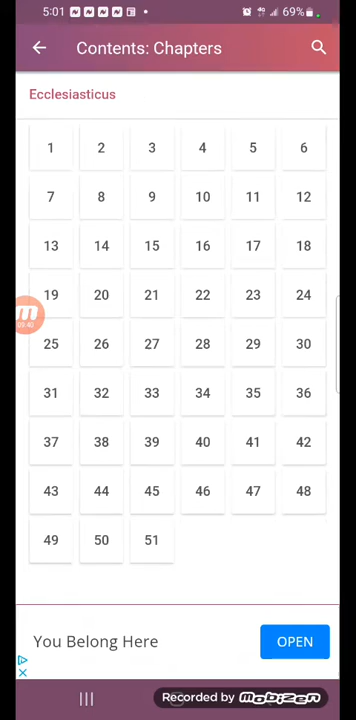 5:01 69%
Contents: Chapters
Ecclesiasticus
1 2 3 4 5 6
7 8 9 10 11 12
13 14 15 16 17 18
19 20 21 22 23 24
09:40
25 26 27 28 29 30
31 32 33 34 35 36
37 38 39 40 41 42
43 44 45 46 47 48
49 50 51
You Belong Here OPEN
Recorded by mobizen